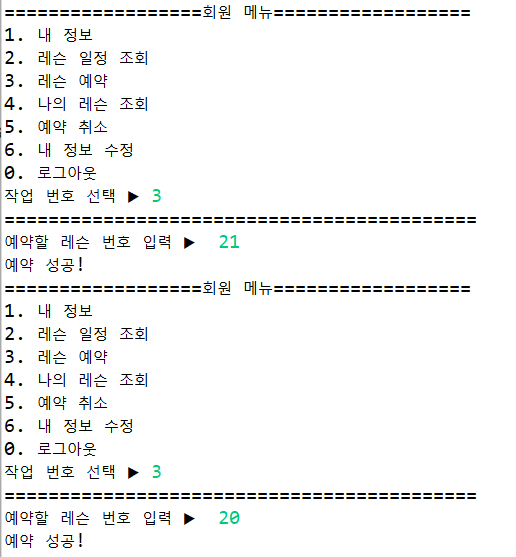 ==================회원 메뉴==================
1. 내 정보
2. 레슨 일정 조회
3. 레슨 예약
4. 나의 레슨 조회
5. 예약 취소
6. 내 정보 수정
0. 로그아웃
작업 번호 선택 ▶ 3
===========================================
예약할 레슨 번호 입력 ▶  21
예약 성공!
==================회원 메뉴==================
1. 내 정보
2. 레슨 일정 조회
3. 레슨 예약
4. 나의 레슨 조회
5. 예약 취소
6. 내 정보 수정
0. 로그아웃
작업 번호 선택 ▶ 3
===========================================
예약할 레슨 번호 입력 ▶  20
예약 성공!